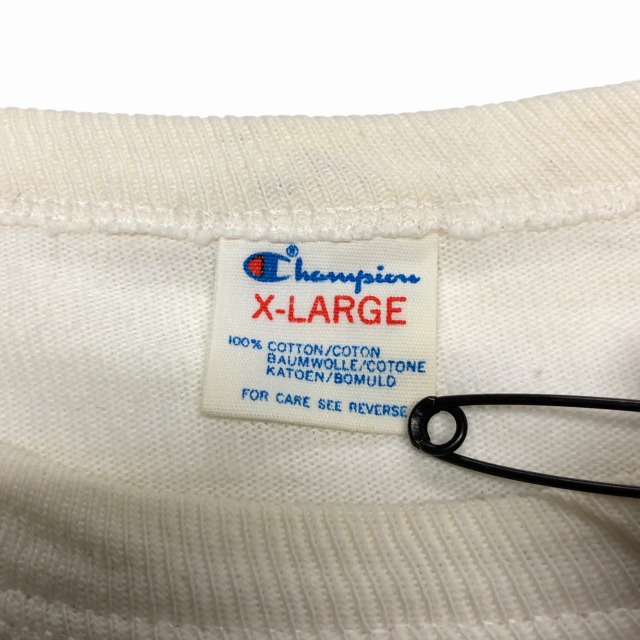 Champion®
X-LARGE
100% COTTON/COTON
BAUMWOLLE/COTONE
KATOEN/BOMULD
FOR CARE SEE REVERSE